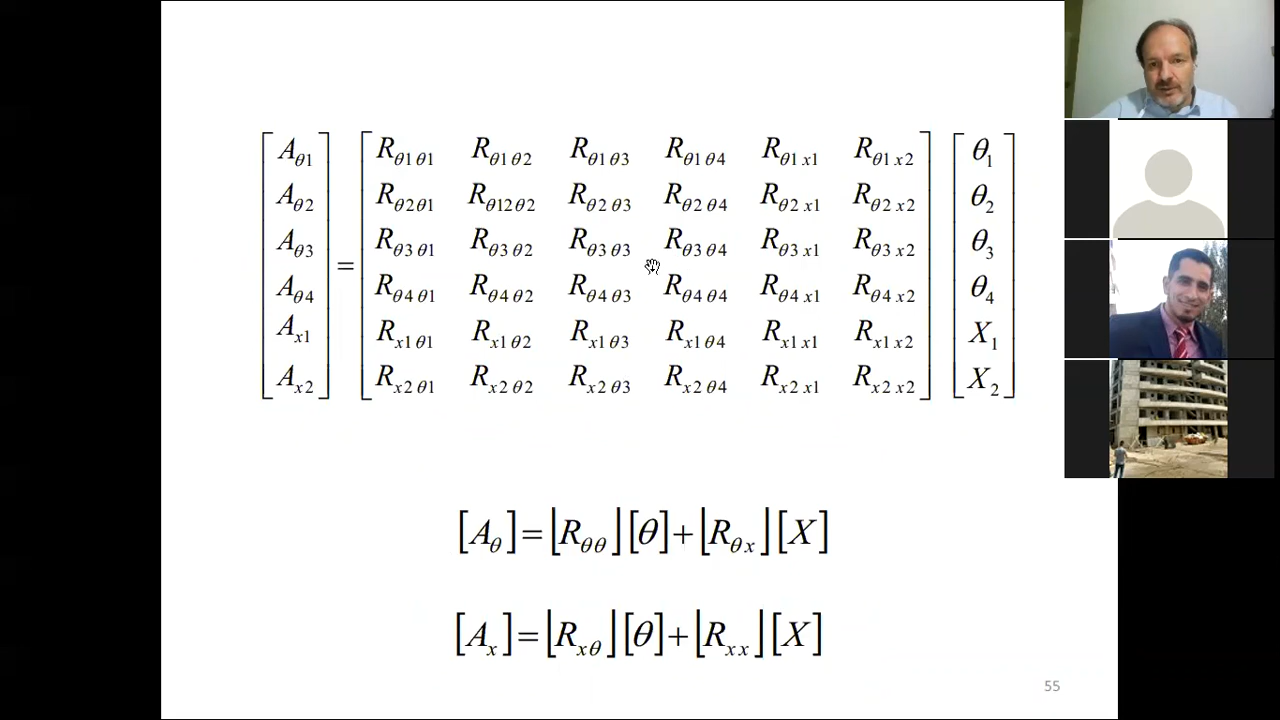 [A_θ1] = [R_θ1θ1 R_θ1θ2 R_θ1θ3 R_θ1θ4 R_θ1x1 R_θ1x2] [θ_1]
[A_θ2] [R_θ2θ1 R_θ12θ2 R_θ2θ3 R_θ2θ4 R_θ2x1 R_θ2x2] [θ_2]
[A_θ3] [R_θ3θ1 R_θ3θ2 R_θ3θ3 R_θ3θ4 R_θ3x1 R_θ3x2] [θ_3]
[A_θ4] [R_θ4θ1 R_θ4θ2 R_θ4θ3 R_θ4θ4 R_θ4x1 R_θ4x2] [θ_4]
[A_x1] [R_x1θ1 R_x1θ2 R_x1θ3 R_x1θ4 R_x1x1 R_x1x2] [X_1]
[A_x2] [R_x2θ1 R_x2θ2 R_x2θ3 R_x2θ4 R_x2x1 R_x2x2] [X_2]
[A_θ]=⌊R_θθ⌋[θ]+⌊R_θx⌋[X]
[A_x]=⌊R_xθ⌋[θ]+⌊R_xx⌋[X]
55